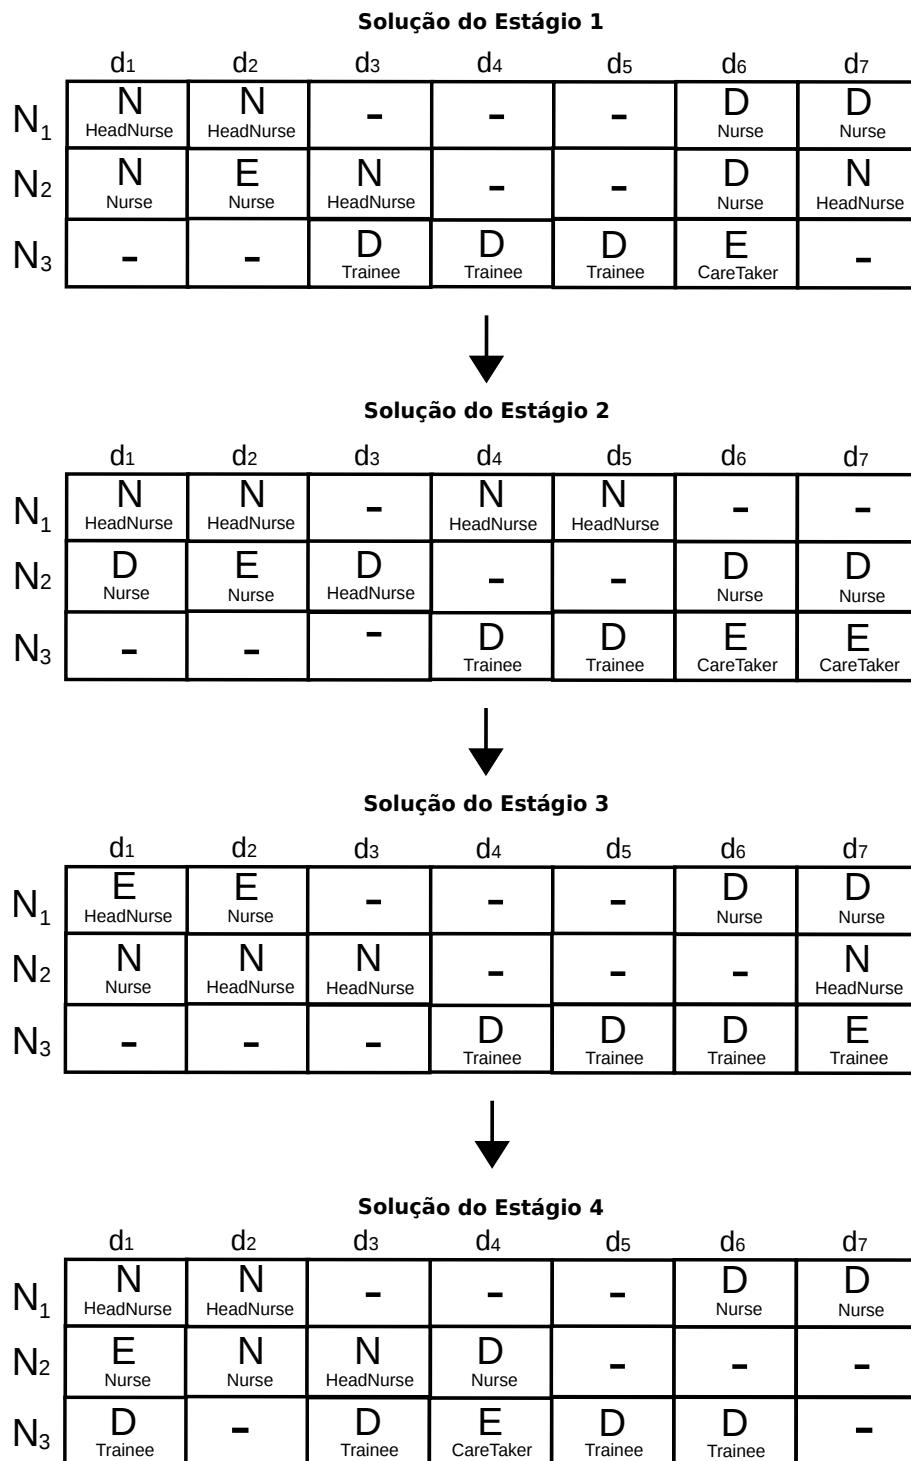 Solução do Estágio 1
d1 d2 d3 d4 d5 d6 d7
N1 N N - - - D D
HeadNurse HeadNurse Nurse Nurse
N2 N E N - - D N
Nurse Nurse HeadNurse Nurse HeadNurse
N3 - - D D D E -
Trainee Trainee Trainee CareTaker
Solução do Estágio 2
d1 d2 d3 d4 d5 d6 d7
N1 N N - N N - -
HeadNurse HeadNurse HeadNurse HeadNurse
N2 D E D - - D D
Nurse Nurse HeadNurse Nurse Nurse
N3 - - - D D E E
Trainee Trainee CareTaker CareTaker
Solução do Estágio 3
d1 d2 d3 d4 d5 d6 d7
N1 E E - - - D D
HeadNurse Nurse Nurse Nurse
N2 N N N - - - N
Nurse HeadNurse HeadNurse HeadNurse
N3 - - - D D D E
Trainee Trainee Trainee Trainee
Solução do Estágio 4
d1 d2 d3 d4 d5 d6 d7
N1 N N - - - D D
HeadNurse HeadNurse Nurse Nurse
N2 E N N D - - -
Nurse Nurse HeadNurse Nurse
N3 D - D E D D -
Trainee Trainee CareTaker Trainee Trainee